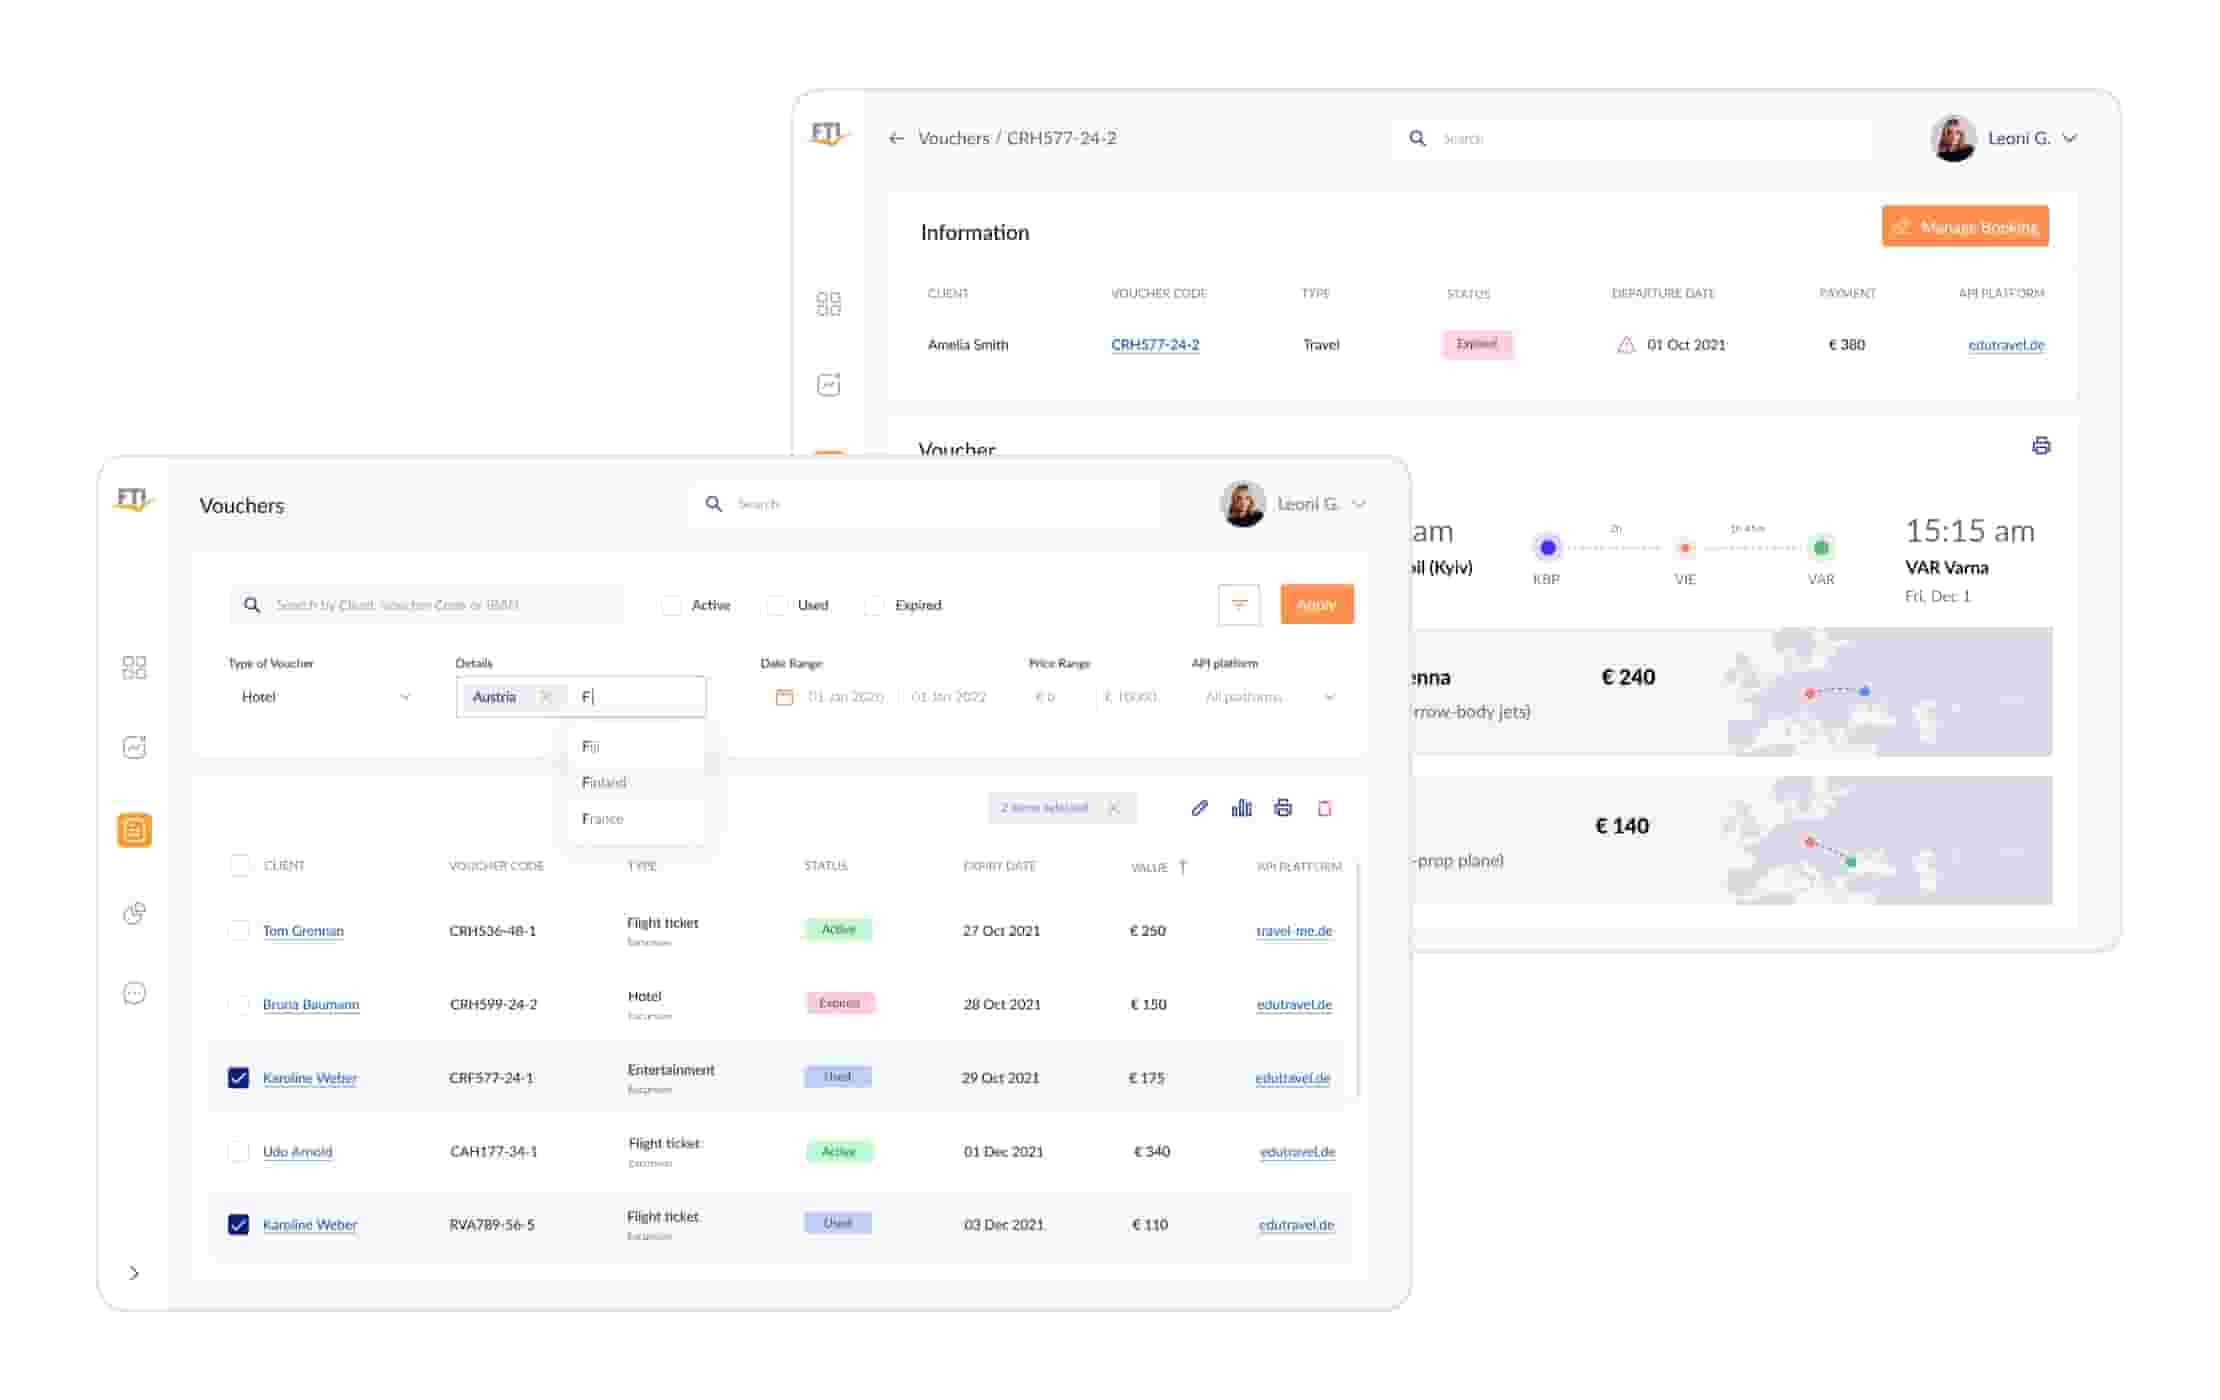 FTI
← Vouchers / CRH577-24-2
Search
Leoni G.
Information
Manage Booking
CLIENT VOUCHER CODE TYPE STATUS DEPARTURE DATE PAYMENT API PLATFORM
Amelia Smith CRH577-24-2 Travel Expired 01 Oct 2021 € 380 edutravel.de
Voucher
am
(Kyiv)
2h
1h 45m
KBP
VIE
VAR
15:15 am
VAR Varna
Fri, Dec 1
enna
€ 240
rrow-body jets)
€ 140
-prop plane)
FTI
Vouchers
Search
Leoni G.
Search by Client, Voucher Code or IBAN
Active
Used
Expired
Apply
Type of Voucher
Details
Date Range
Price Range
API platform
Hotel
Austria
F
01 Jan 2020
01 Jan 2022
€ 0
€ 10000
All platforms
Fiji
Finland
France
2 items selected
CLIENT VOUCHER CODE TYPE STATUS EXPIRY DATE VALUE ↑ API PLATFORM
Tom Grennan CRH536-48-1 Flight ticket Active 27 Oct 2021 € 250 travel-me.de
Excursion
Bruna Baumann CRH599-24-2 Hotel Expired 28 Oct 2021 € 150 edutravel.de
Excursion
Karoline Weber CRF577-24-1 Entertainment Used 29 Oct 2021 € 175 edutravel.de
Excursion
Udo Arnold CAH177-34-1 Flight ticket Active 01 Dec 2021 € 340 edutravel.de
Excursion
Karoline Weber RVA789-56-5 Flight ticket Used 03 Dec 2021 € 110 edutravel.de
Excursion